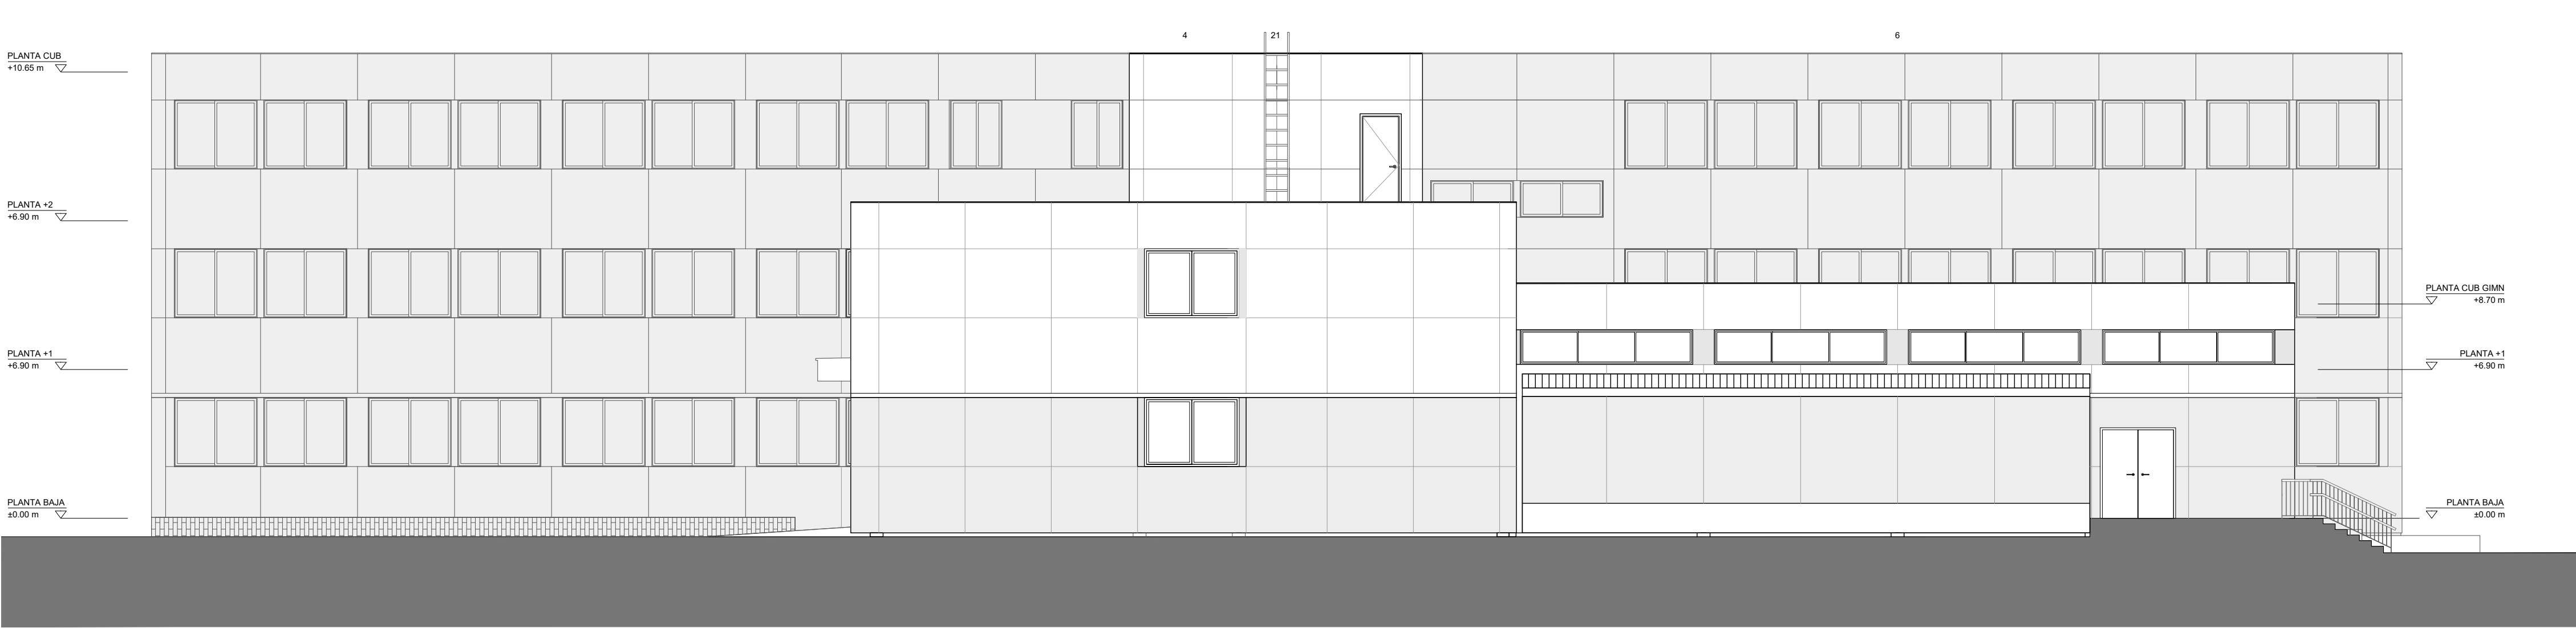 4
21
6
PLANTA CUB
+10.65 m
PLANTA +2
+6.90 m
PLANTA CUB GIMN
+8.70 m
PLANTA +1
+6.90 m
PLANTA +1
+6.90 m
PLANTA BAJA
±0.00 m
PLANTA BAJA
±0.00 m